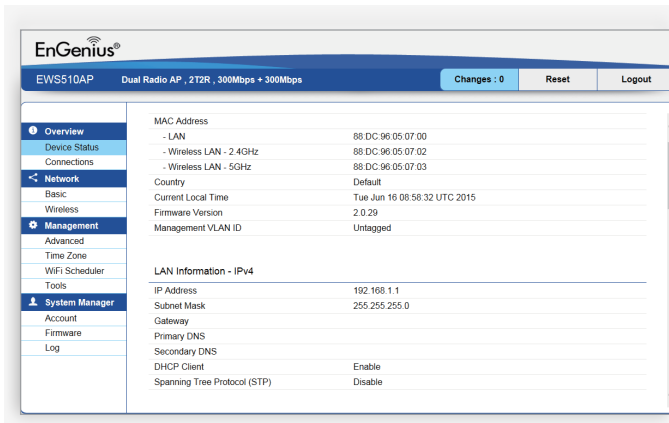 EnGenius®
EWS510AP Dual Radio AP , 2T2R , 300Mbps + 300Mbps Changes : 0 Reset Logout
Overview
Device Status
Connections
Network
Basic
Wireless
Management
Advanced
Time Zone
WiFi Scheduler
Tools
System Manager
Account
Firmware
Log
MAC Address
- LAN 88:DC:96:05:07:00
- Wireless LAN - 2.4GHz 88:DC:96:05:07:02
- Wireless LAN - 5GHz 88:DC:96:05:07:03
Country Default
Current Local Time Tue Jun 16 08:58:32 UTC 2015
Firmware Version 2.0.29
Management VLAN ID Untagged
LAN Information - IPv4
IP Address 192.168.1.1
Subnet Mask 255.255.255.0
Gateway
Primary DNS
Secondary DNS
DHCP Client Enable
Spanning Tree Protocol (STP) Disable